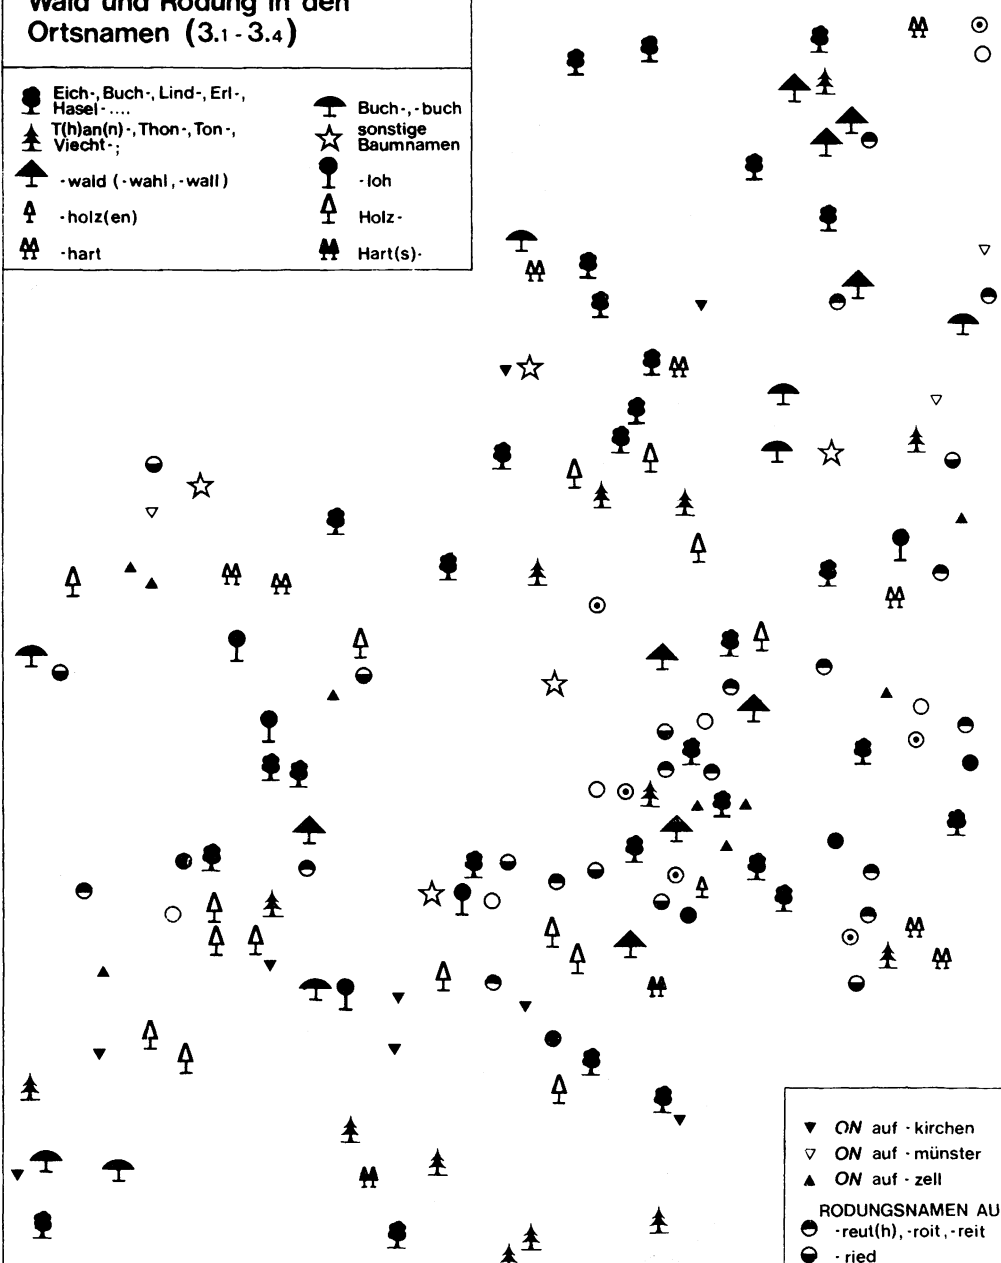 Wald und Rodung in den
Ortsnamen (3.1 - 3.4)
Eich-, Buch-, Lind-, Erl-,
Hasel- ....
T(h)an(n)-, Thon-, Ton-,
Viecht-;
-wald (-wahl, -wall)
-holz(en)
-hart
Buch-, -buch
sonstige
Baumnamen
-loh
Holz-
Hart(s)-
ON auf -kirchen
ON auf -münster
ON auf -zell
RODUNGSNAMEN AU
-reut(h), -roit, -reit
-ried